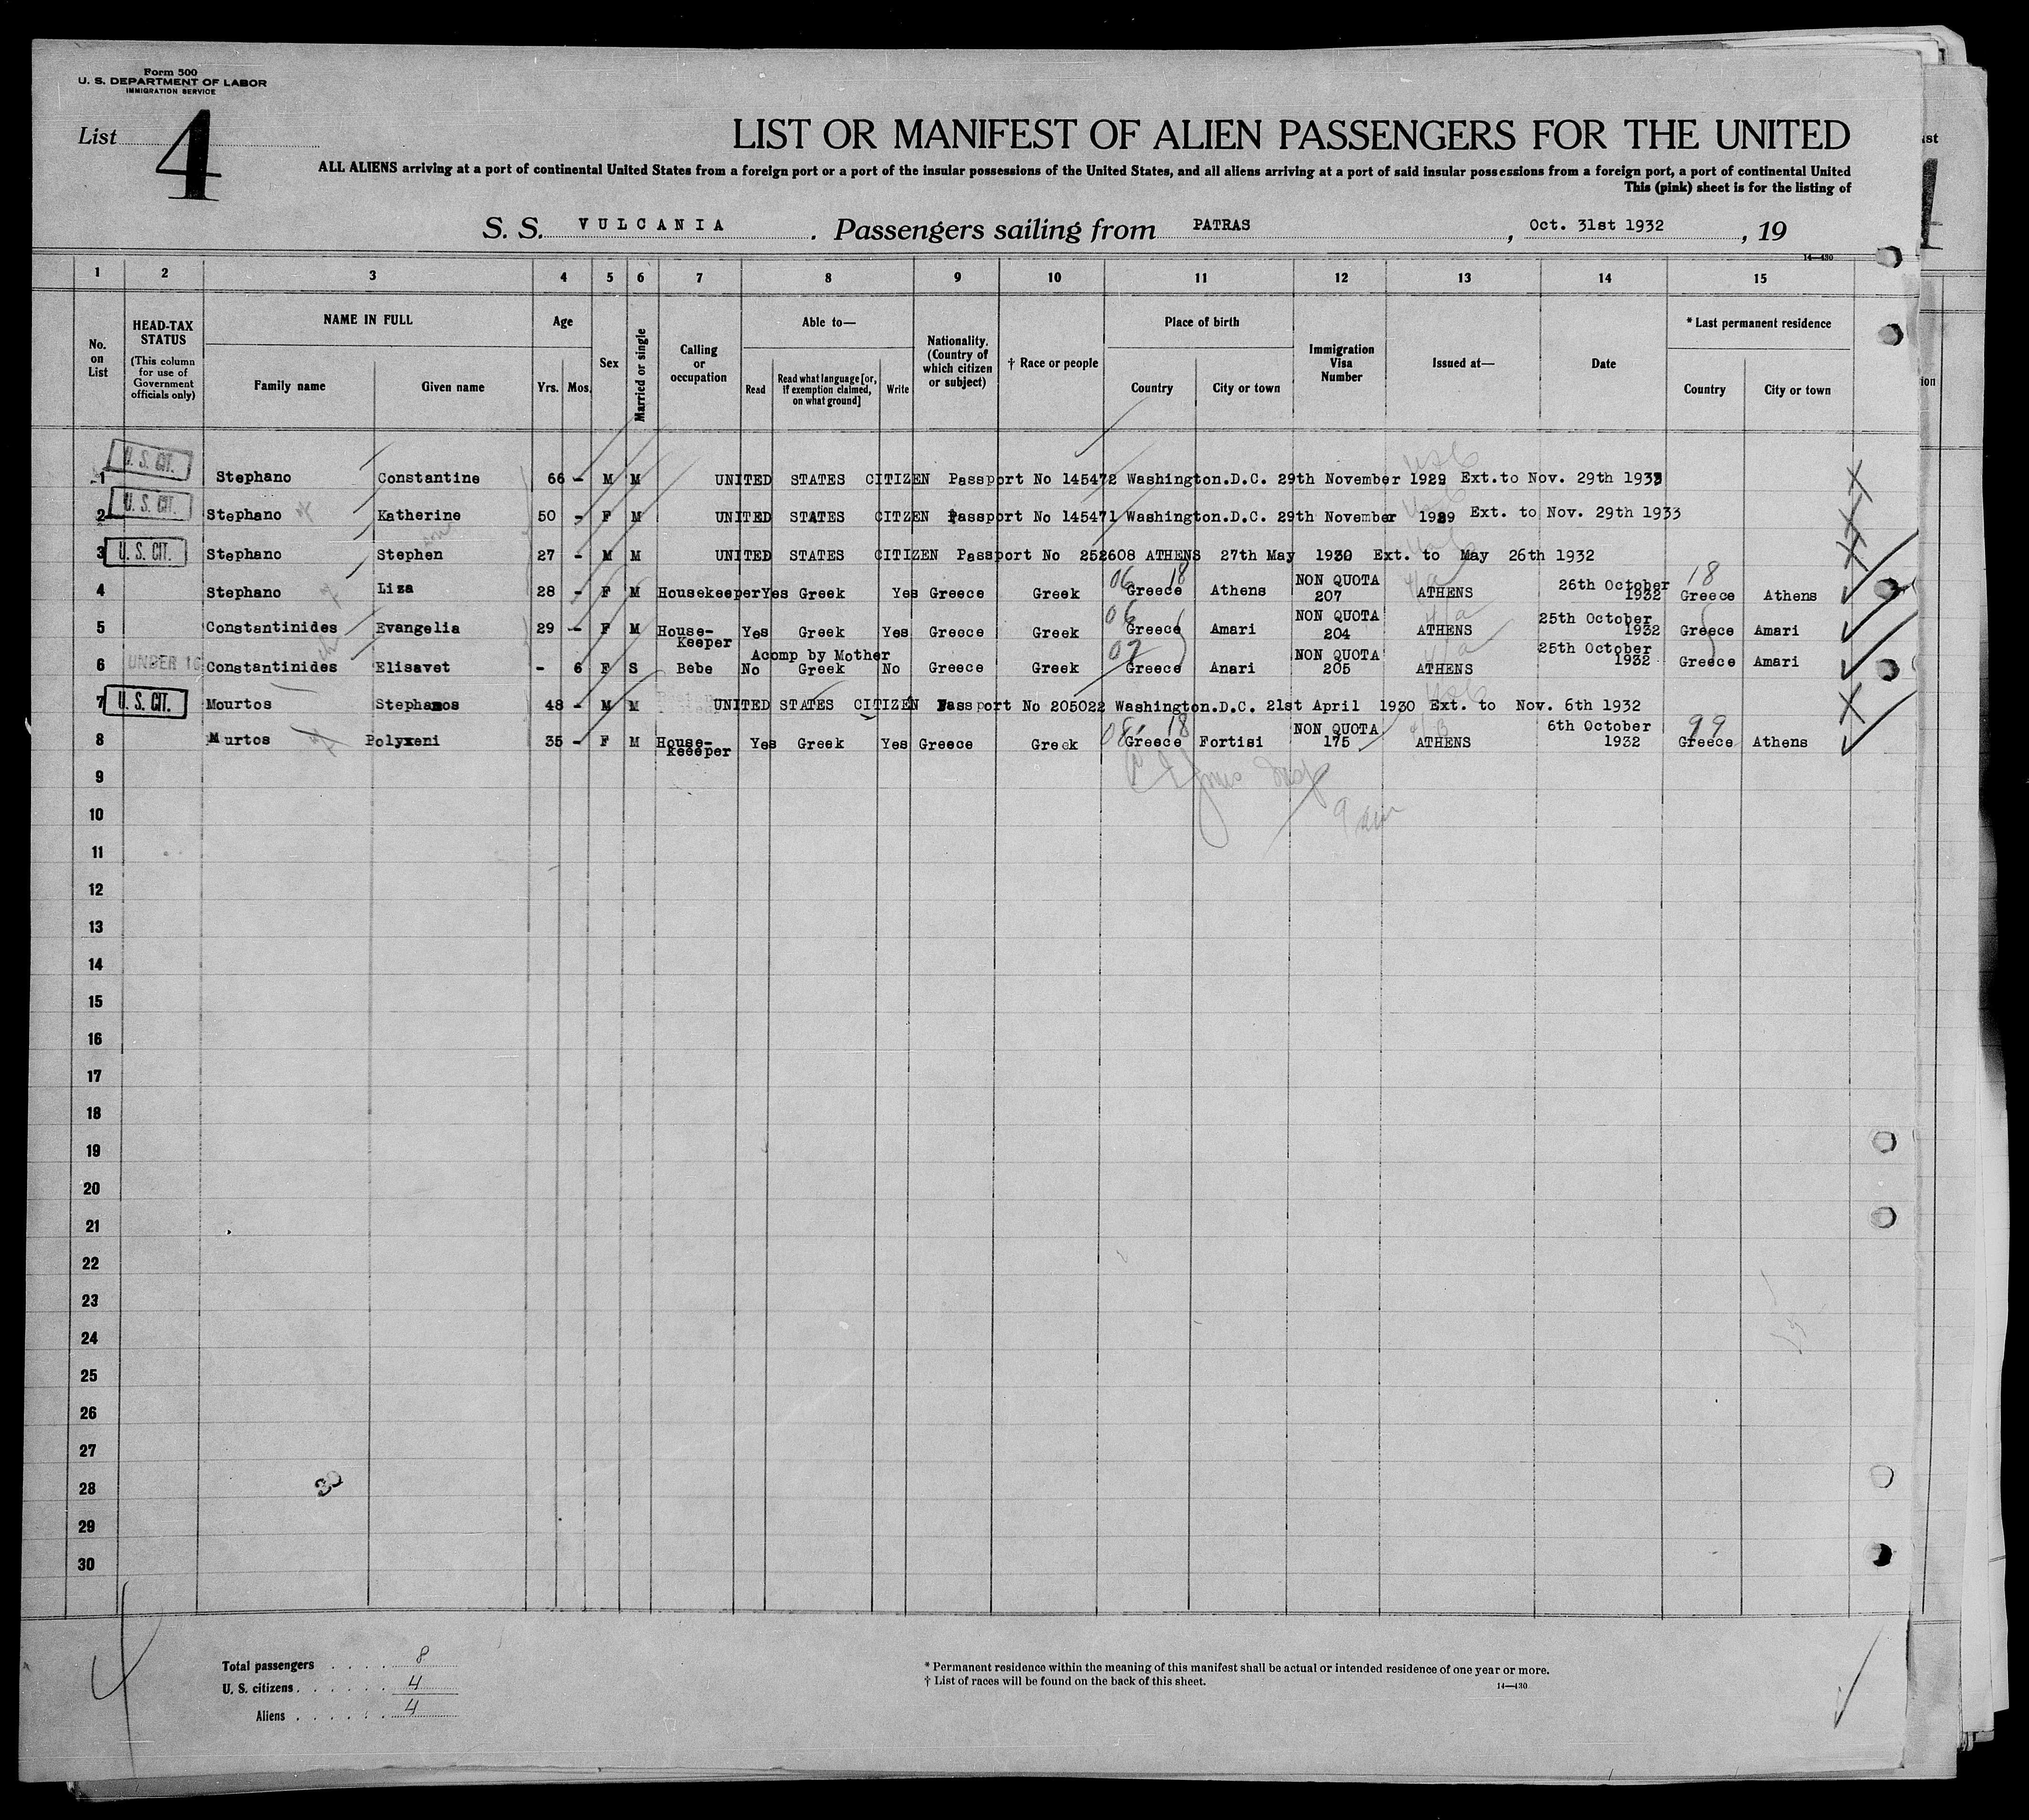 Form 500
U. S. DEPARTMENT OF LABOR
IMMIGRATION SERVICE
List 4
LIST OR MANIFEST OF ALIEN PASSENGERS FOR THE UNITED
ALL ALIENS arriving at a port of continental United States from a foreign port or a port of the insular possessions of the United States, and all aliens arriving at a port of said insular possessions from a foreign port, a port of continental United
This (pink) sheet is for the listing of
S. S. VULCANIA . Passengers sailing from PATRAS , Oct. 31st 1932 , 19
14—430
1 2 3 4 5 6 7 8 9 10 11 12 13 14 15
No. on List
HEAD-TAX STATUS
(This column for use of Government officials only)
NAME IN FULL
Family name Given name
Age
Yrs. Mos.
Sex
Married or single
Calling or occupation
Able to—
Read Read what language [or, if exemption claimed, on what ground] Write
Nationality. (Country of which citizen or subject)
† Race or people
Place of birth
Country City or town
Immigration Visa Number
Issued at—
Date
* Last permanent residence
Country City or town
1 U. S. CIT. Stephano Constantine 66 - M M UNITED STATES CITIZEN Passport No 145472 Washington.D.C. 29th November 1929 Ext.to Nov. 29th 1933
2 U. S. CIT. Stephano Katherine 50 - F M UNITED STATES CITZEN Passport No 145471 Washington.D.C. 29th November 1929 Ext. to Nov. 29th 1933
3 U. S. CIT. Stephano Stephen 27 - M M UNITED STATES CITIZEN Passport No 252608 ATHENS 27th May 1930 Ext. to May 26th 1932
4 Stephano Liza 28 - F M Housekeeper Yes Greek Yes Greece Greek 06 18 Greece Athens NON QUOTA 207 ATHENS 26th October 1932 18 Greece Athens
5 Constantinides Evangelia 29 - F M House-Keeper Yes Greek Yes Greece Greek 06 Greece Amari NON QUOTA 204 ATHENS 25th October 1932 Greece Amari
6 UNDER 16 Constantinides Elisavet - 6 F S Bebe No Acomp by Mother Greek No Greece Greek 07 Greece Anari NON QUOTA 205 ATHENS 25th October 1932 Greece Amari
7 U. S. CIT. Mourtos Stephanos 48 - M M UNITED STATES CITIZEN Passport No 205022 Washington.D.C. 21st April 1930 Ext. to Nov. 6th 1932
8 Murtos Polyxeni 35 - F M House-keeeper Yes Greek Yes Greece Greek 08 18 Greece Fortisi NON QUOTA 175 ATHENS 6th October 1932 99 Greece Athens
9
10
11
12
13
14
15
16
17
18
19
20
21
22
23
24
25
26
27
28
29
30
30
Total passengers . . . . 8
U. S. citizens . . . . . . 4
Aliens . . . . . . 4
* Permanent residence within the meaning of this manifest shall be actual or intended residence of one year or more.
† List of races will be found on the back of this sheet.
14—430